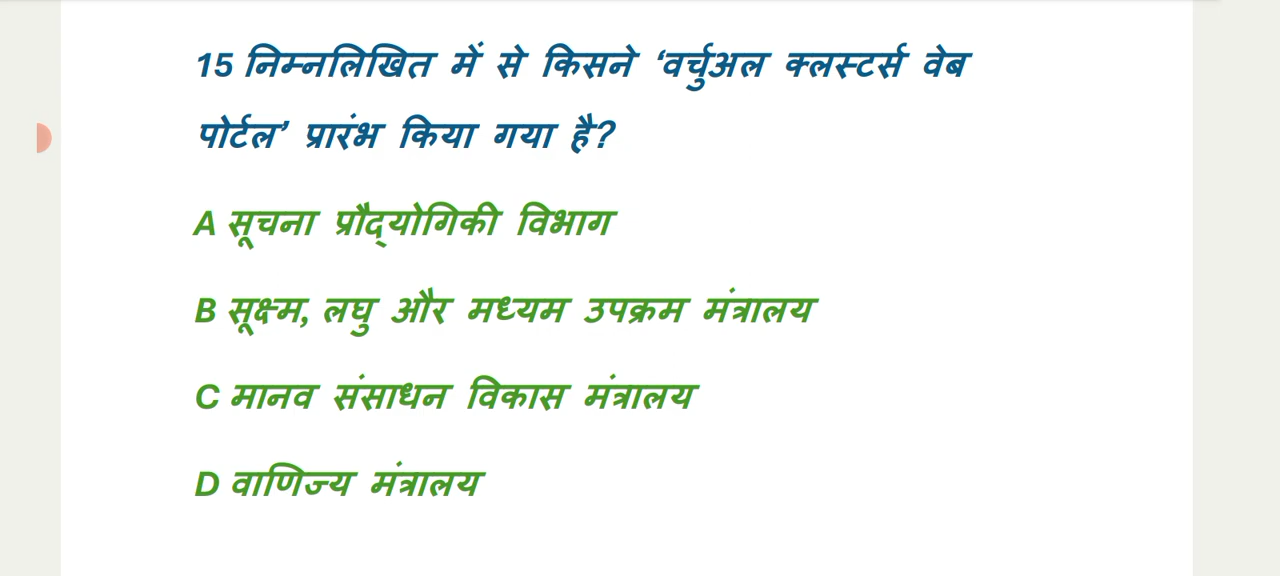 15 निम्नलिखित में से किसने ‘वर्चुअल क्लस्टर्स वेब
पोर्टल’ प्रारंभ किया गया है?
A सूचना प्रौद्योगिकी विभाग
B सूक्ष्म, लघु और मध्यम उपक्रम मंत्रालय
C मानव संसाधन विकास मंत्रालय
D वाणिज्य मंत्रालय